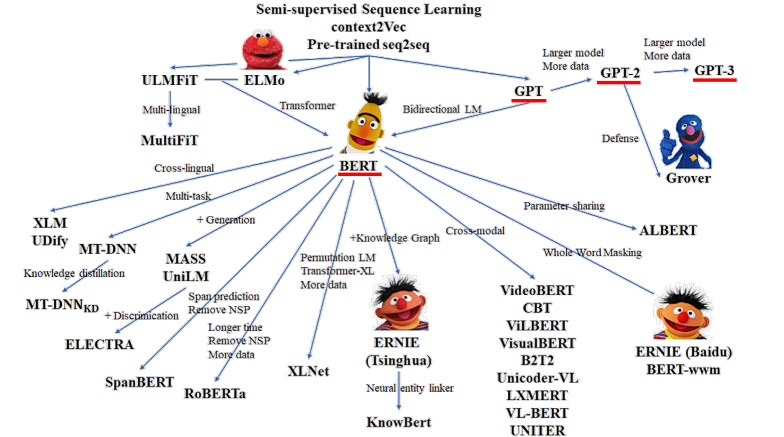 Semi-supervised Sequence Learning
context2Vec
Pre-trained seq2seq
ULMFiT
ELMo
GPT
Larger model
More data
GPT-2
Larger model
More data
GPT-3
Multi-lingual
Transformer
Bidirectional LM
Defense
MultiFiT
BERT
Grover
Cross-lingual
Multi-task
+ Generation
Parameter sharing
XLM
UDify
MT-DNN
MASS
UniLM
+Knowledge Graph
Cross-modal
ALBERT
Whole Word Masking
Knowledge distillation
Permutation LM
Transformer-XL
More data
MT-DNNKD
+ Discrimination
Span prediction
Remove NSP
VideoBERT
CBT
ViLBERT
VisualBERT
B2T2
Unicoder-VL
LXMERT
VL-BERT
UNITER
ELECTRA
Longer time
Remove NSP
More data
ERNIE
(Tsinghua)
ERNIE (Baidu)
BERT-wwm
SpanBERT
RoBERTa
XLNet
Neural entity linker
KnowBert